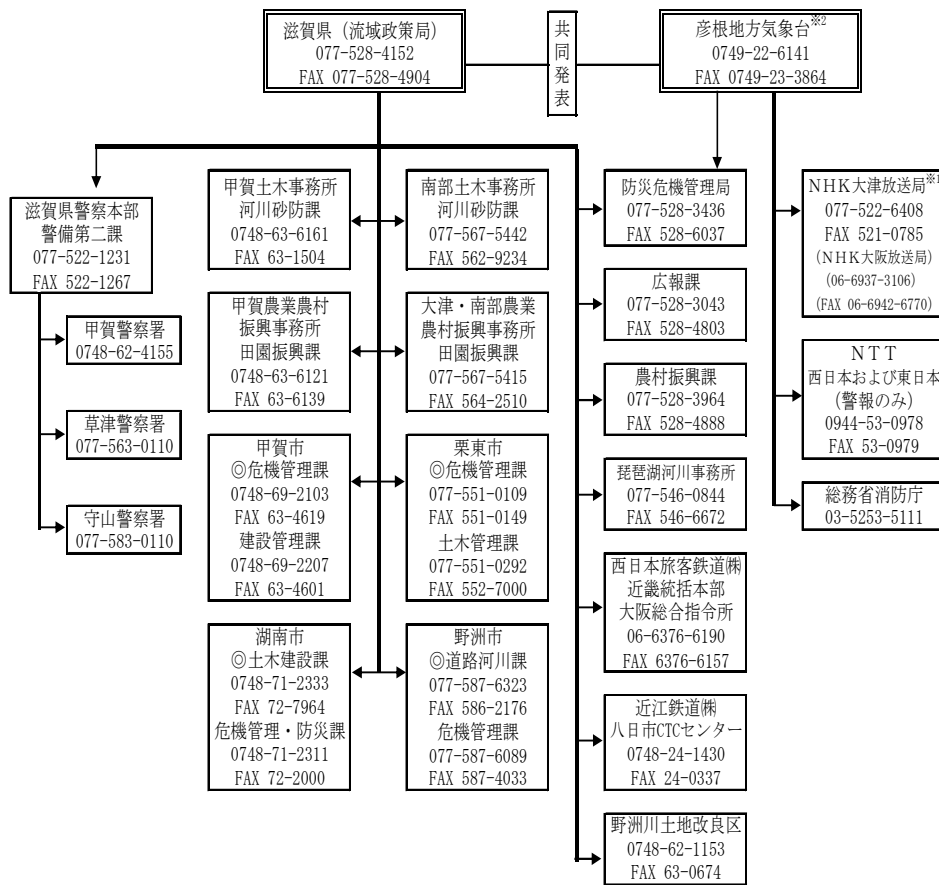 滋賀県（流域政策局）
077-528-4152
FAX 077-528-4904
共同発表
彦根地方気象台※2
0749-22-6141
FAX 0749-23-3864
滋賀県警察本部
警備第二課
077-522-1231
FAX 522-1267
甲賀警察署
0748-62-4155
草津警察署
077-563-0110
守山警察署
077-583-0110
甲賀土木事務所
河川砂防課
0748-63-6161
FAX 63-1504
南部土木事務所
河川砂防課
077-567-5442
FAX 562-9234
甲賀農業農村
振興事務所
田園振興課
0748-63-6121
FAX 63-6139
大津・南部農業
農村振興事務所
田園振興課
077-567-5415
FAX 564-2510
甲賀市
◎危機管理課
0748-69-2103
FAX 63-4619
建設管理課
0748-69-2207
FAX 63-4601
栗東市
◎危機管理課
077-551-0109
FAX 551-0149
土木管理課
077-551-0292
FAX 552-7000
湖南市
◎土木建設課
0748-71-2333
FAX 72-7964
危機管理・防災課
0748-71-2311
FAX 72-2000
野洲市
◎道路河川課
077-587-6323
FAX 586-2176
危機管理課
077-587-6089
FAX 587-4033
防災危機管理局
077-528-3436
FAX 528-6037
広報課
077-528-3043
FAX 528-4803
農村振興課
077-528-3964
FAX 528-4888
琵琶湖河川事務所
077-546-0844
FAX 546-6672
西日本旅客鉄道㈱
近畿統括本部
大阪総合指令所
06-6376-6190
FAX 6376-6157
近江鉄道㈱
八日市CTCセンター
0748-24-1430
FAX 24-0337
野洲川土地改良区
0748-62-1153
FAX 63-0674
NHK大津放送局※1
077-522-6408
FAX 521-0785
(NHK大阪放送局)
(06-6937-3106)
(FAX 06-6942-6770)
ＮＴＴ
西日本および東日本
(警報のみ)
0944-53-0978
FAX 53-0979
総務省消防庁
03-5253-5111